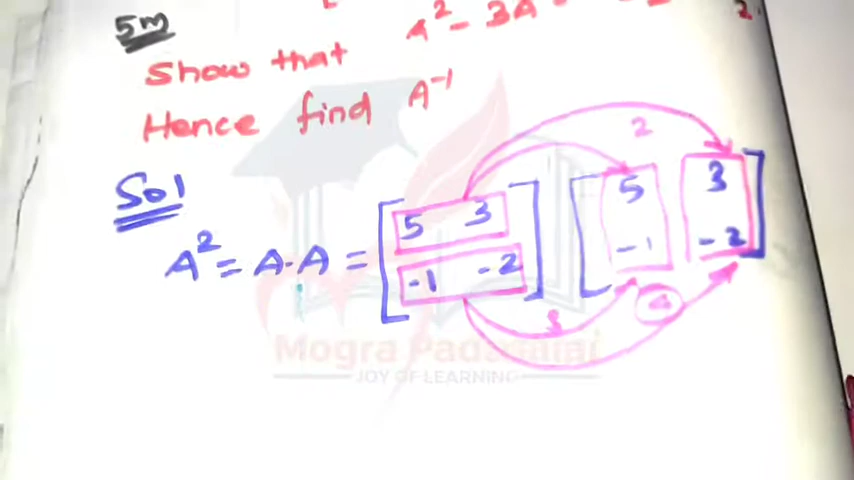 5m
A² - 3A
Show that
Hence find A⁻¹
Sol
A² = A·A = [5 3 -1 -2] [5 3 -1 -2]
2
3
4
Mogra Padashalai
JOY OF LEARNING